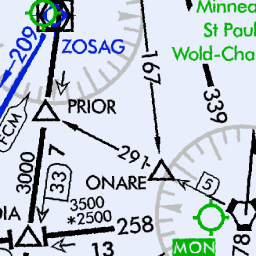 Minnea
St Paul
Wold-Cha
ZOSAG
209
167
339
PRIOR
FCM
291
7
3000
33
ONARE
5
DIA
3500
*2500
258
13
MON
78